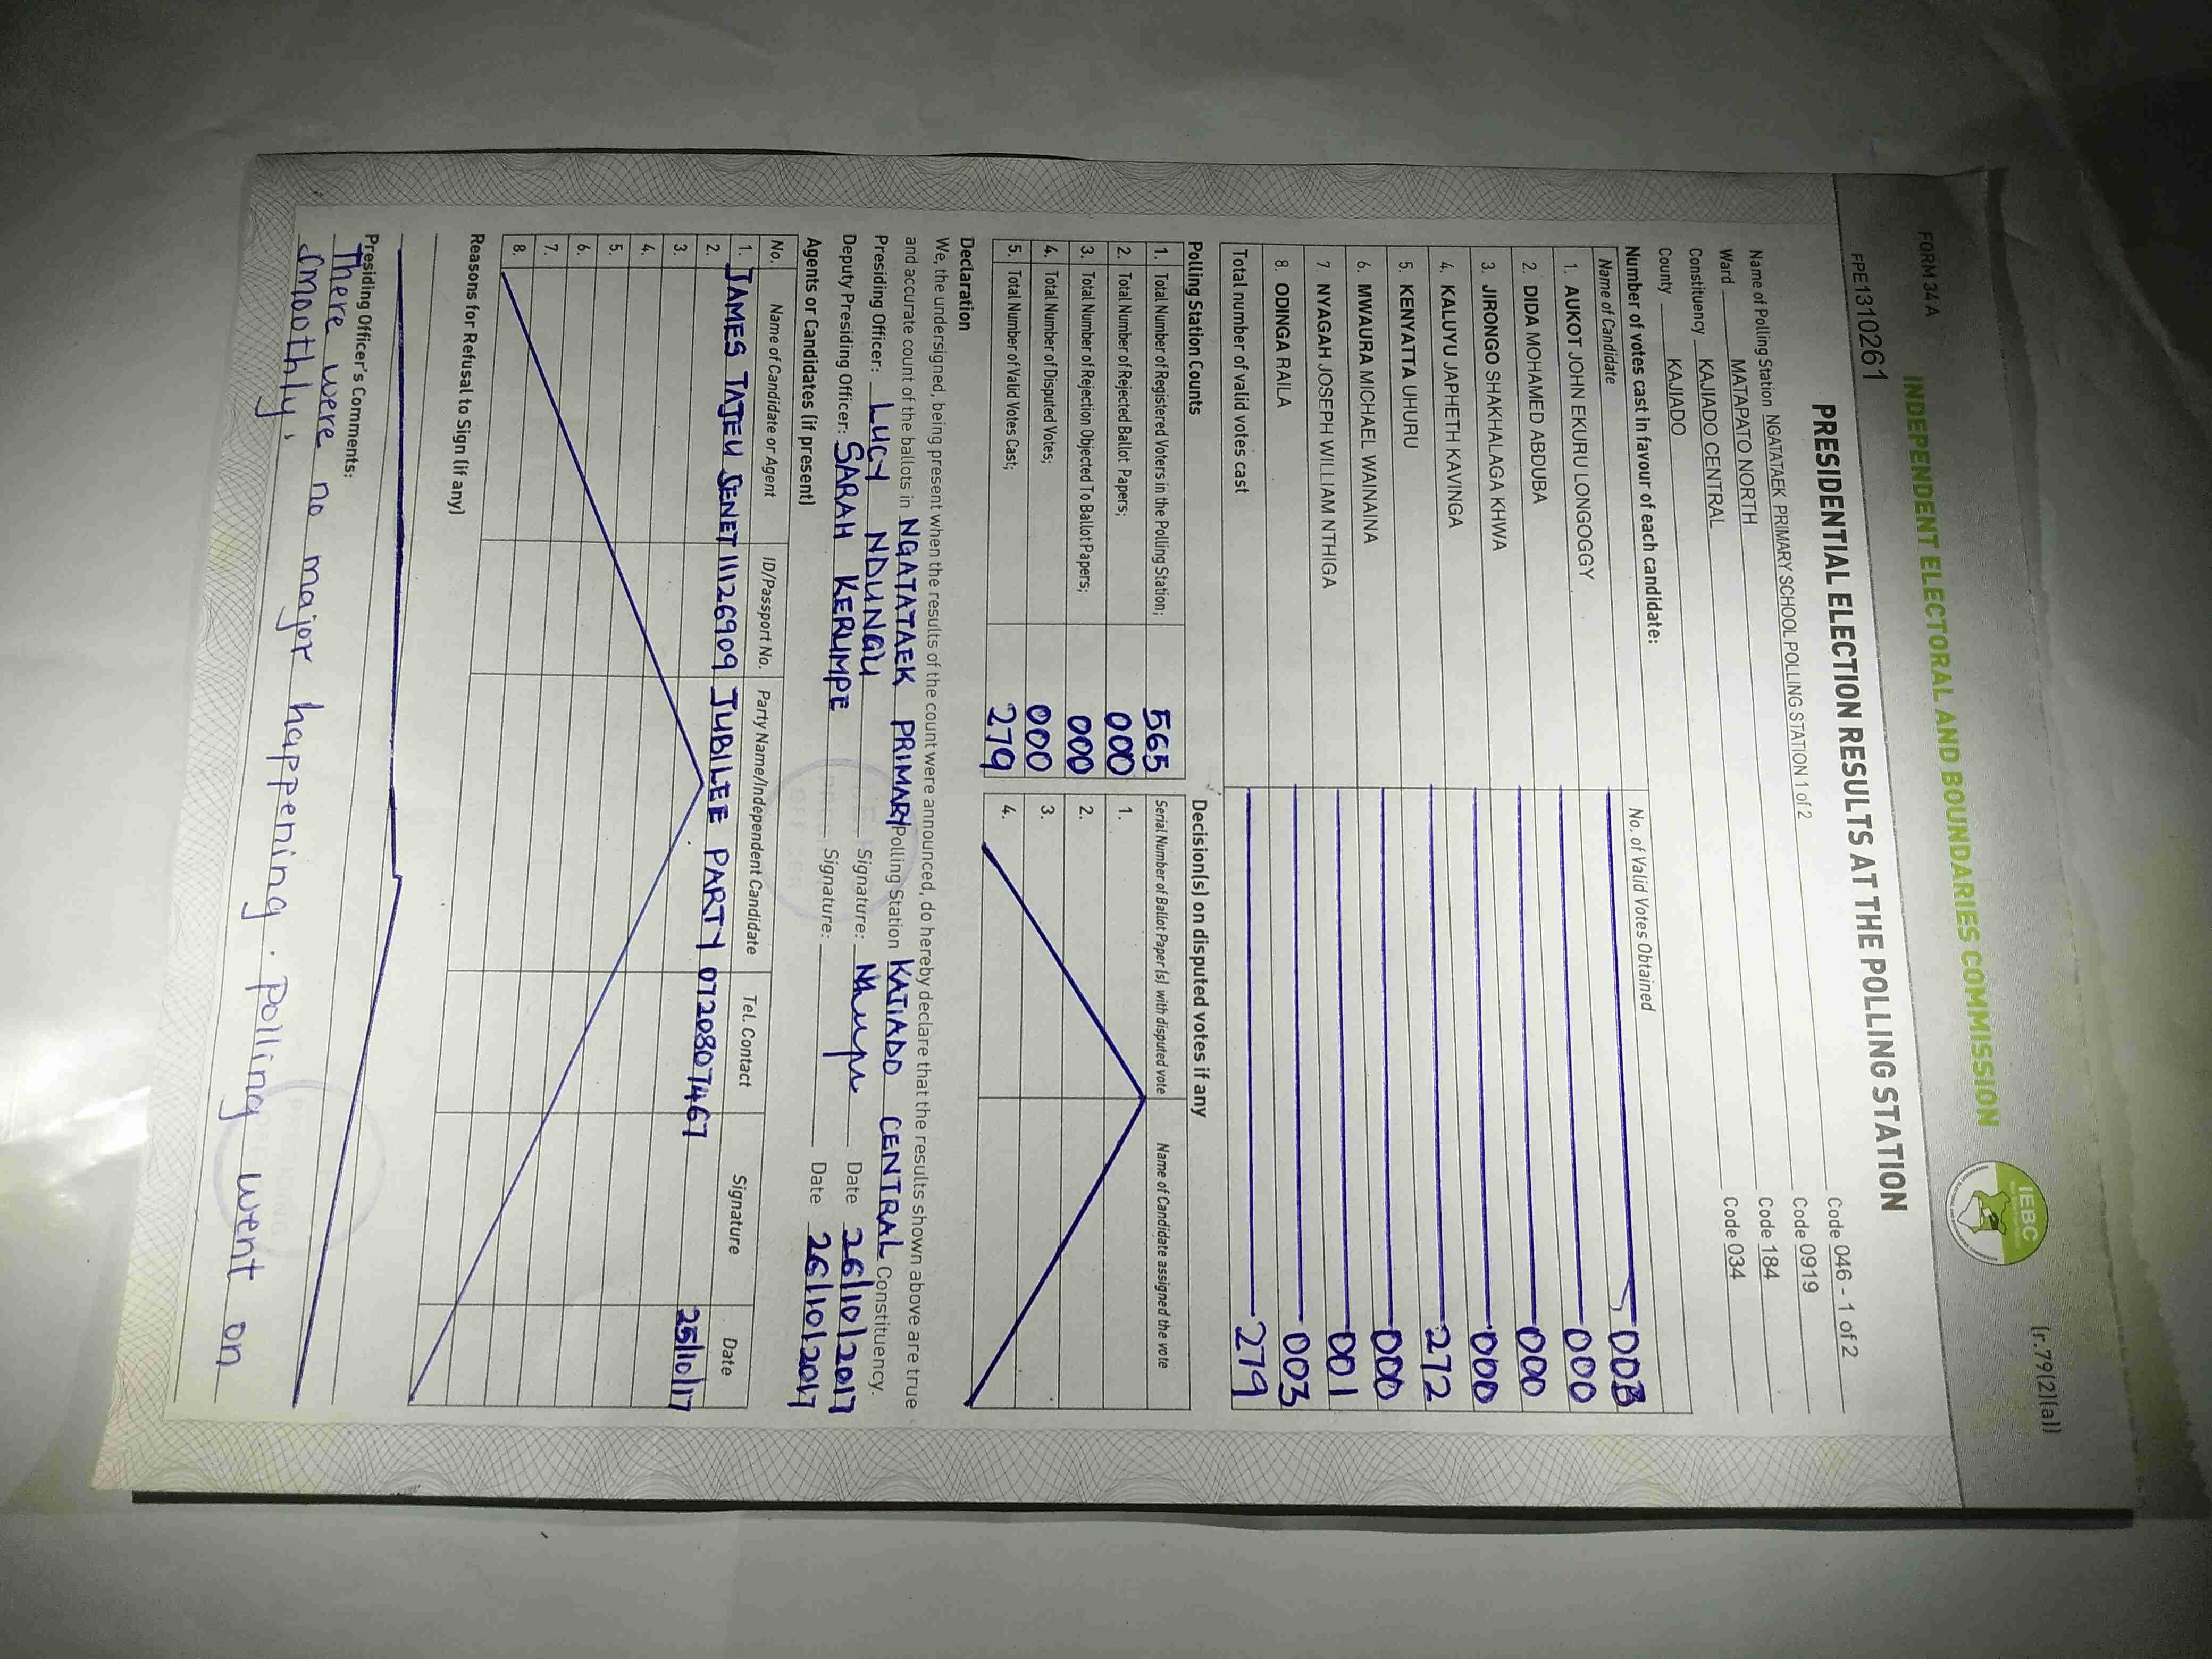 FORM 34A
(r.79(2)(a))
INDEPENDENT ELECTORAL AND BOUNDARIES COMMISSION
IEBC
FPE1310261
PRESIDENTIAL ELECTION RESULTS AT THE POLLING STATION
Name of Polling Station NGATATAEK PRIMARY SCHOOL POLLING STATION 1 of 2 Code 046 - 1 of 2
Ward MATAPATO NORTH Code 0919
Constituency KAJIADO CENTRAL Code 184
County KAJIADO Code 034
Number of votes cast in favour of each candidate:
Name of Candidate No. of Valid Votes Obtained
1. AUKOT JOHN EKURU LONGOGGY 003
2. DIDA MOHAMED ABDUBA 000
3. JIRONGO SHAKHALAGA KHWA 000
4. KALUYU JAPHETH KAVINGA 000
5. KENYATTA UHURU 272
6. MWAURA MICHAEL WAINAINA 000
7 NYAGAH JOSEPH WILLIAM NTHIGA 001
8. ODINGA RAILA 003
Total number of valid votes cast 279
Polling Station Counts Decision(s) on disputed votes if any
1. Total Number of Registered Voters in the Polling Station; 565 Serial Number of Ballot Paper(s) with disputed vote Name of Candidate assigned the vote
2. Total Number of Rejected Ballot Papers; 000 1.
3. Total Number of Rejection Objected To Ballot Papers; 000 2.
4. Total Number of Disputed Votes; 000 3.
5. Total Number of Valid Votes Cast; 279 4.
Declaration
We, the undersigned, being present when the results of the count were announced, do hereby declare that the results shown above are true
and accurate count of the ballots in NGATATAEK PRIMARY Polling Station KAJIADO CENTRAL Constituency.
Presiding Officer: LUCY NDUNGU Signature: Date 26/10/2017
Deputy Presiding Officer: SARAH KERUMPE Signature: Date 26/10/2017
Agents or Candidates (if present)
No. Name of Candidate or Agent ID/Passport No. Party Name/Independent Candidate Tel. Contact Signature Date
1. JAMES TAJEU SENET 11126909 JUBILEE PARTY 0720807467 25/10/17
2.
3.
4.
5.
6.
7.
8.
Reasons for Refusal to Sign (if any)
Presiding Officer's Comments:
There were no major happening. Polling went on
smoothly.